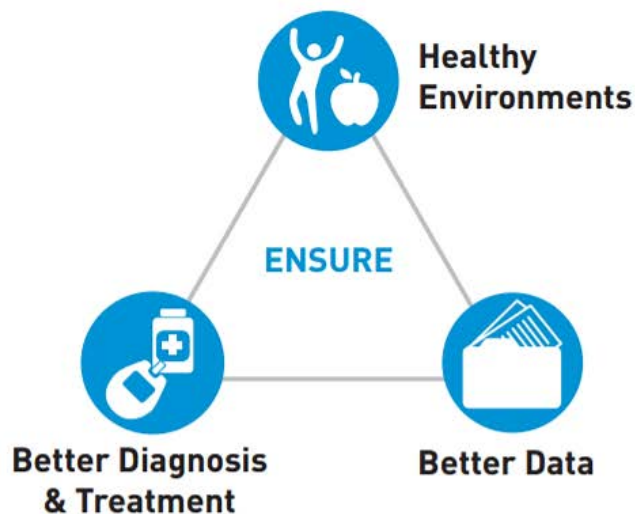 Healthy
Environments
ENSURE
Better Diagnosis
& Treatment
Better Data